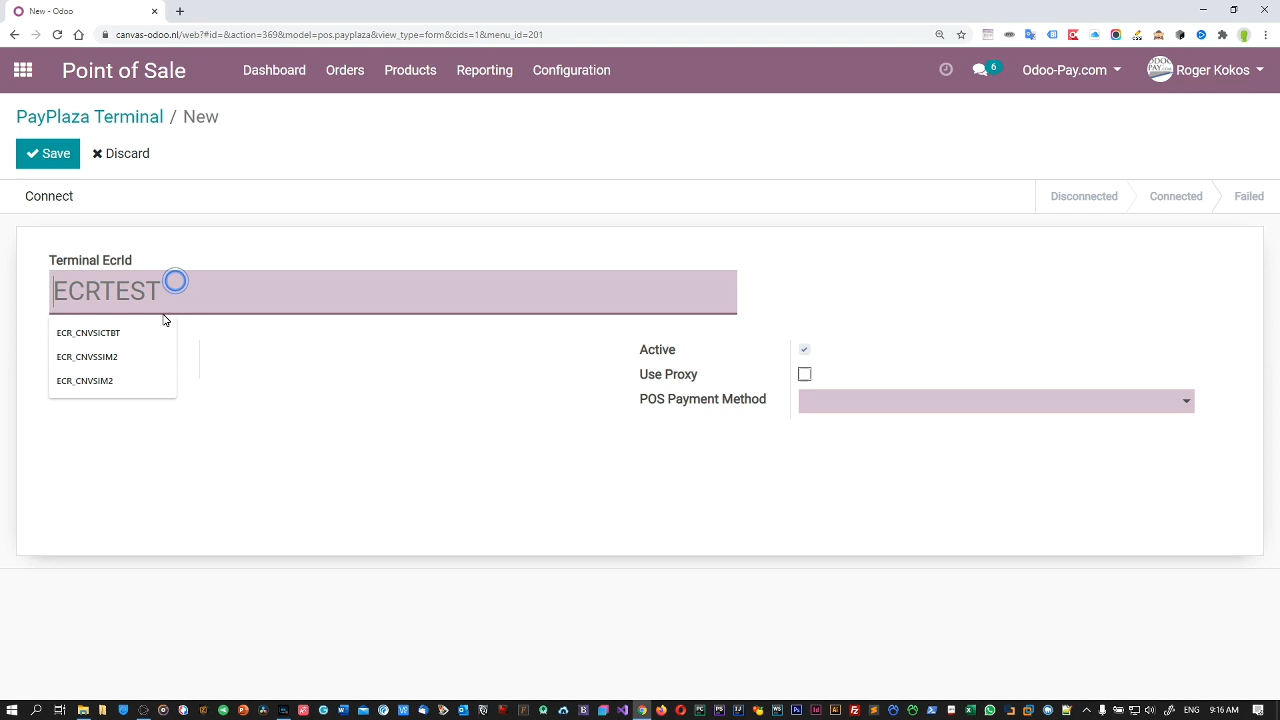 New - Odoo
canvas-odoo.nl/web?#id=&action=369&model=pos.payplaza&view_type=form&cids=1&menu_id=201
Point of Sale
Dashboard
Orders
Products
Reporting
Configuration
6
Odoo-Pay.com
Roger Kokos
PayPlaza Terminal / New
Save
Discard
Connect
Disconnected
Connected
Failed
Terminal EcrId
ECRTEST
ECR_CNVSICTBT
ECR_CNVSSIM2
ECR_CNVSIM2
Active
Use Proxy
POS Payment Method
ENG
9:16 AM